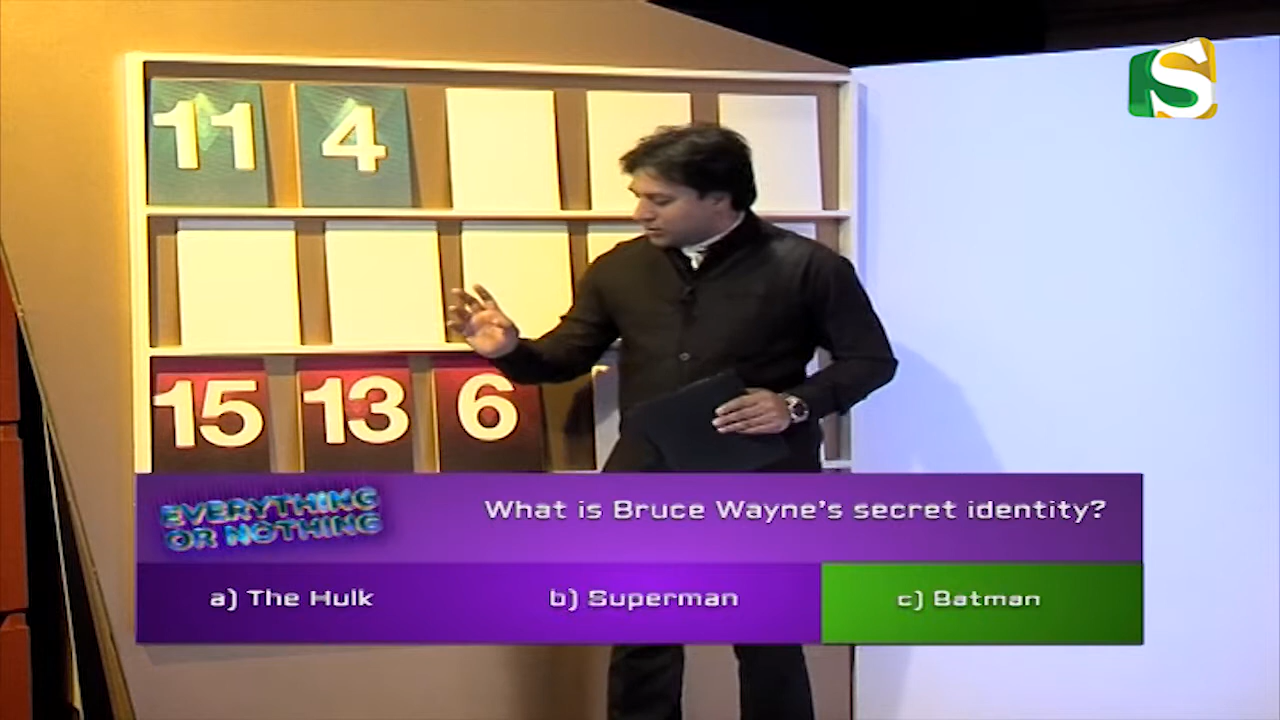 S
11 4
15 13 6
EVERYTHING
OR NOTHING
What is Bruce Wayne's secret identity?
a) The Hulk
b) Superman
c) Batman